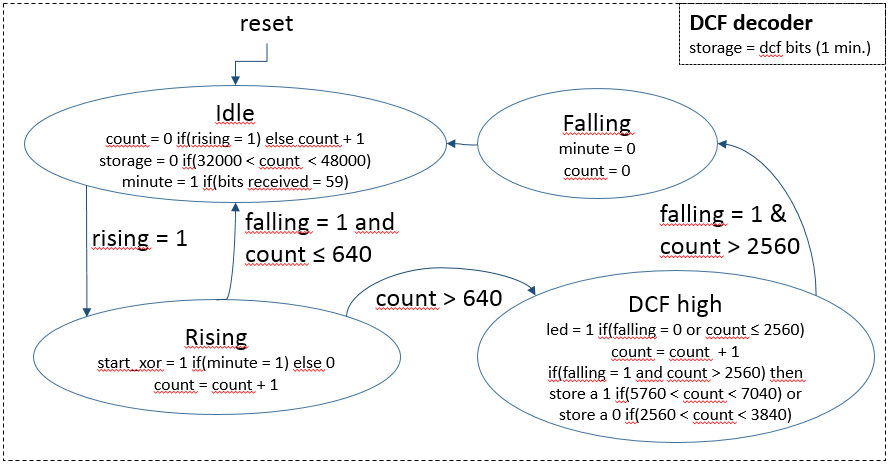 reset
DCF decoder
storage = dcf bits (1 min.)
Idle
count = 0 if(rising = 1) else count + 1
storage = 0 if(32000 < count < 48000)
minute = 1 if(bits received = 59)
Falling
minute = 0
count = 0
rising = 1
falling = 1 and
count ≤ 640
falling = 1 &
count > 2560
count > 640
Rising
start_xor = 1 if(minute = 1) else 0
count = count + 1
DCF high
led = 1 if(falling = 0 or count ≤ 2560)
count = count + 1
if(falling = 1 and count > 2560) then
store a 1 if(5760 < count < 7040) or
store a 0 if(2560 < count < 3840)